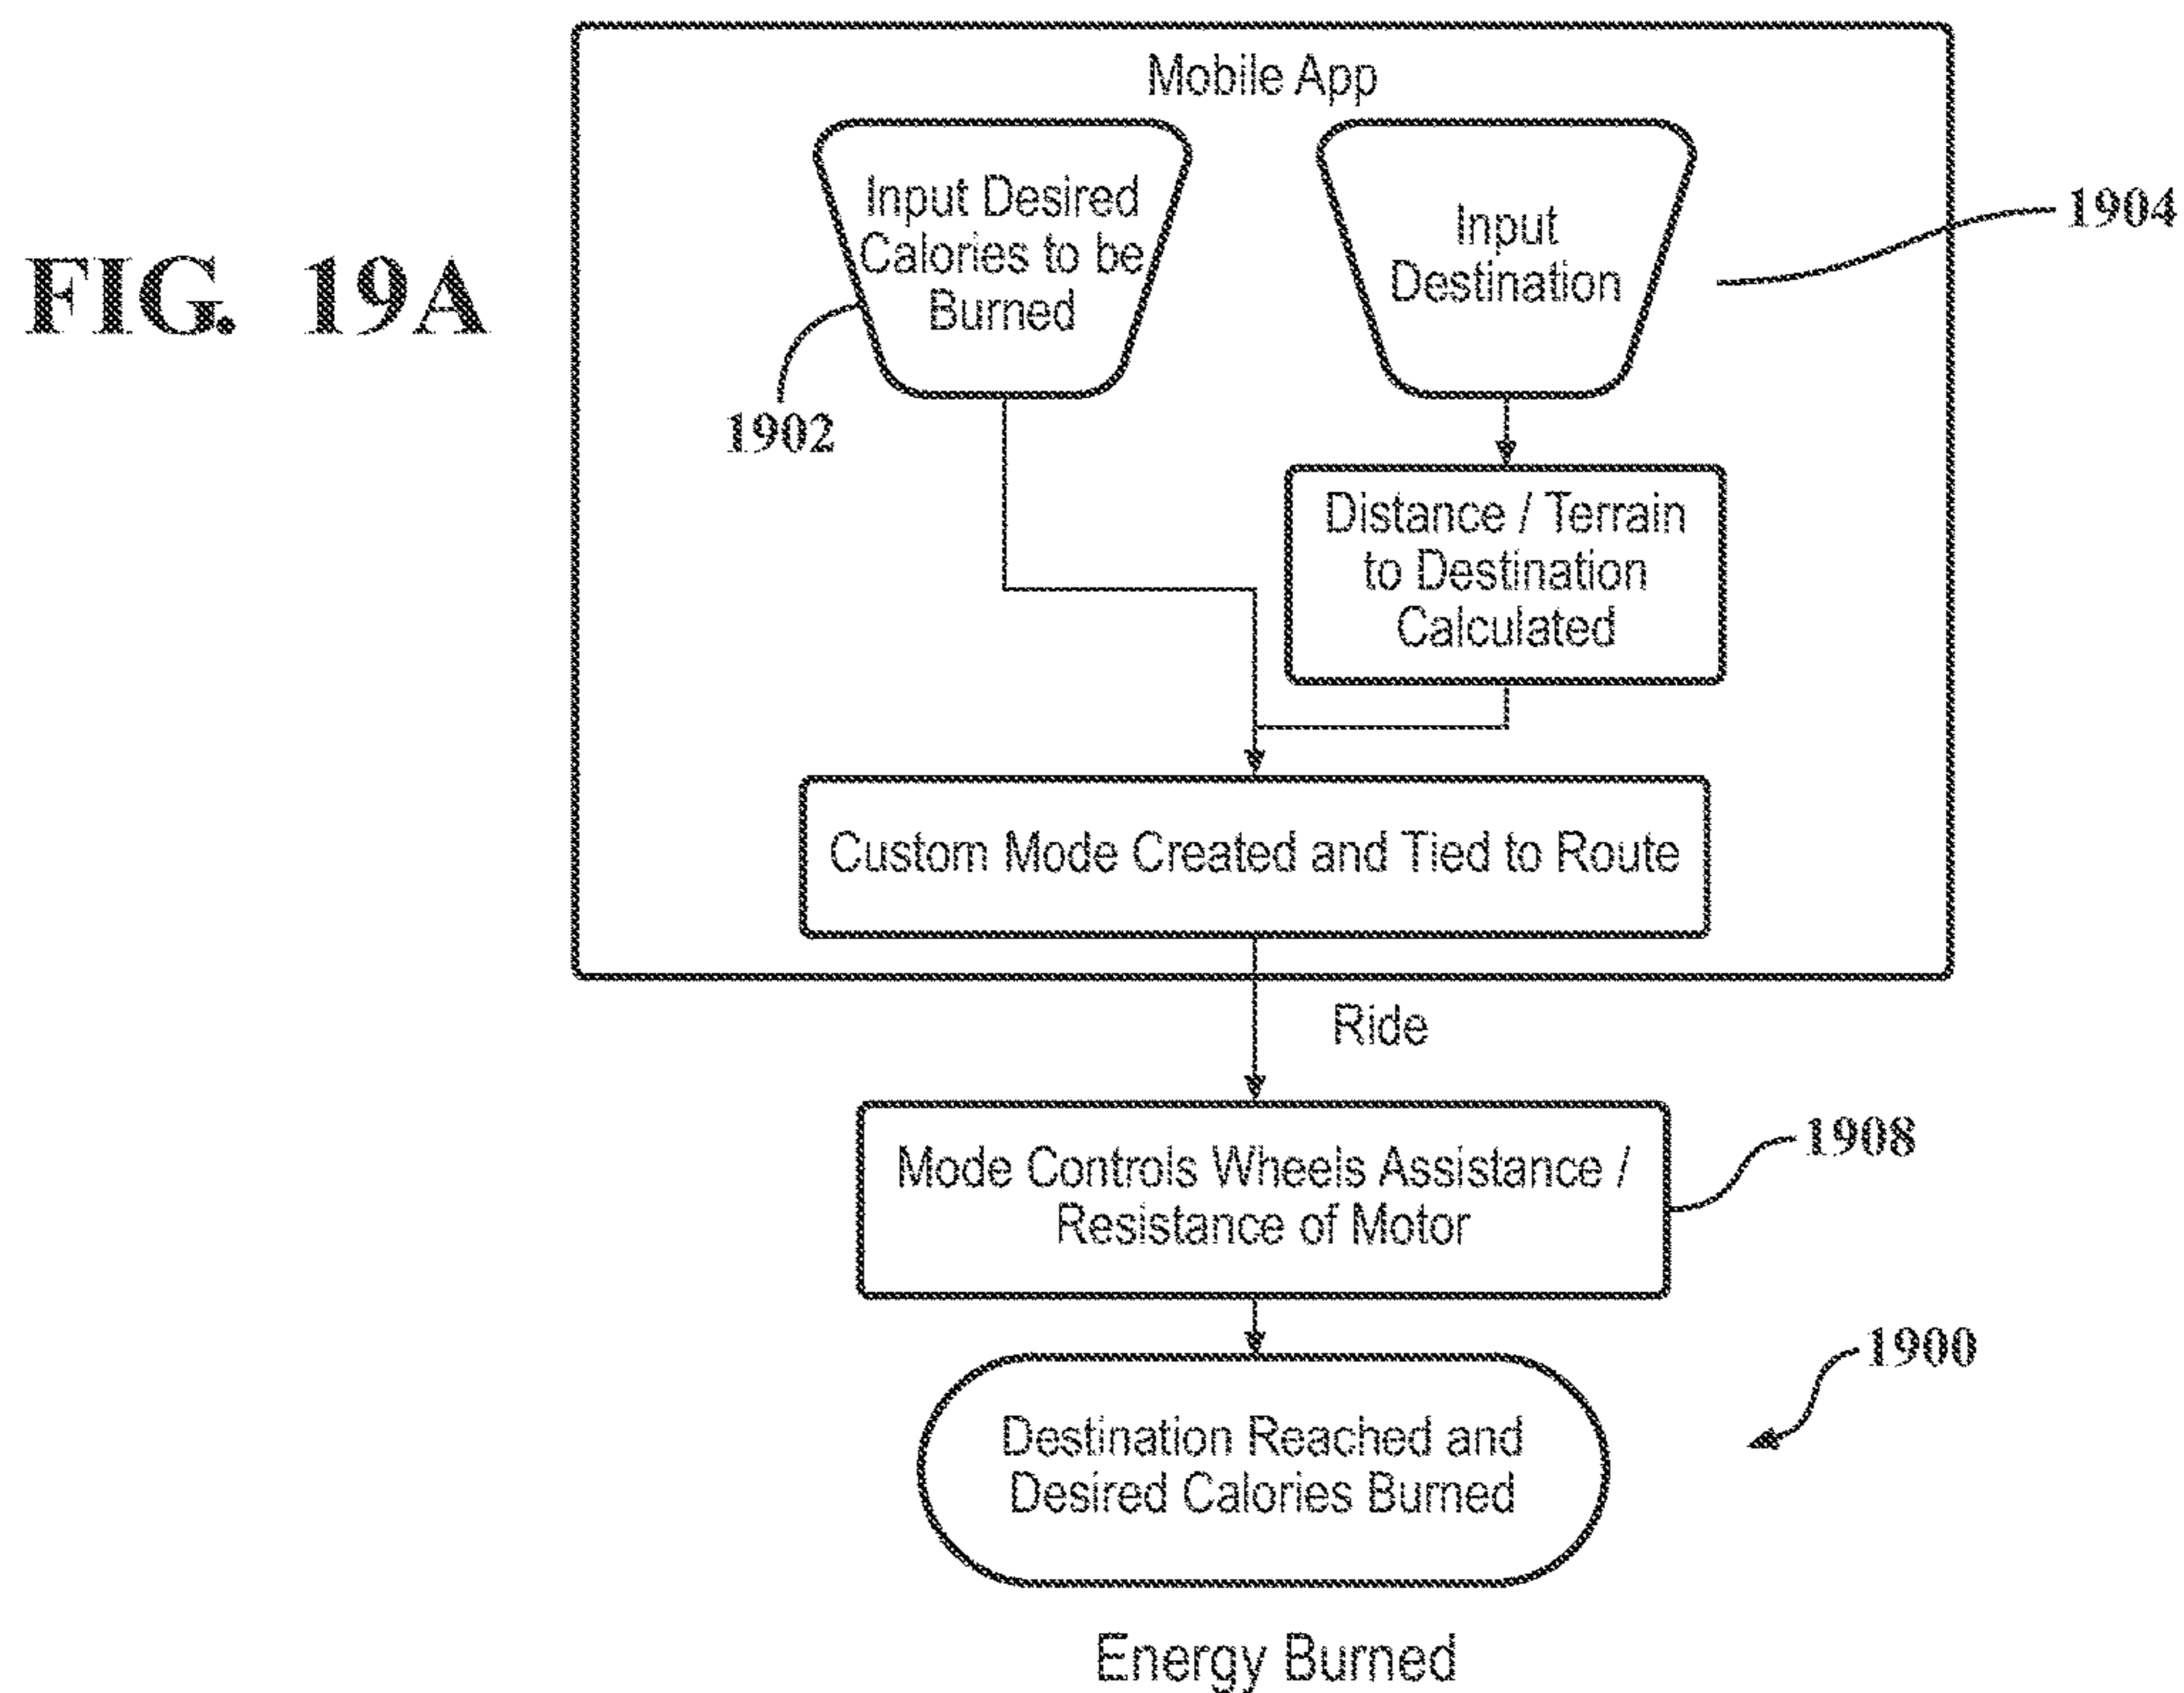 FIG. 19A
Mobile App
Input Desired
Calories to be
Burned
Input
Destination
1904
1902
Distance / Terrain
to Destination
Calculated
Custom Mode Created and Tied to Route
Ride
Mode Controls Wheels Assistance /
Resistance of Motor
1908
1900
Destination Reached and
Desired Calories Burned
Energy Burned